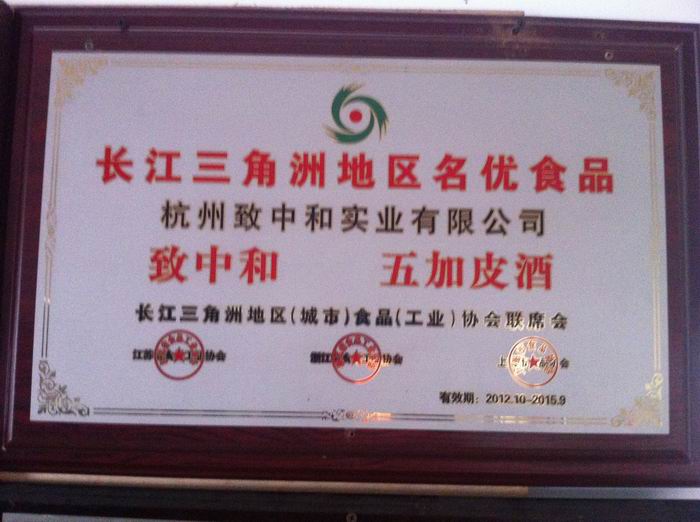 长江三角洲地区名优食品
杭州致中和实业有限公司
致中和 五加皮酒
长江三角洲地区(城市)食品(工业)协会联席会
江苏 协会 浙江 协会 上 会
有效期：2012.10-2015.9